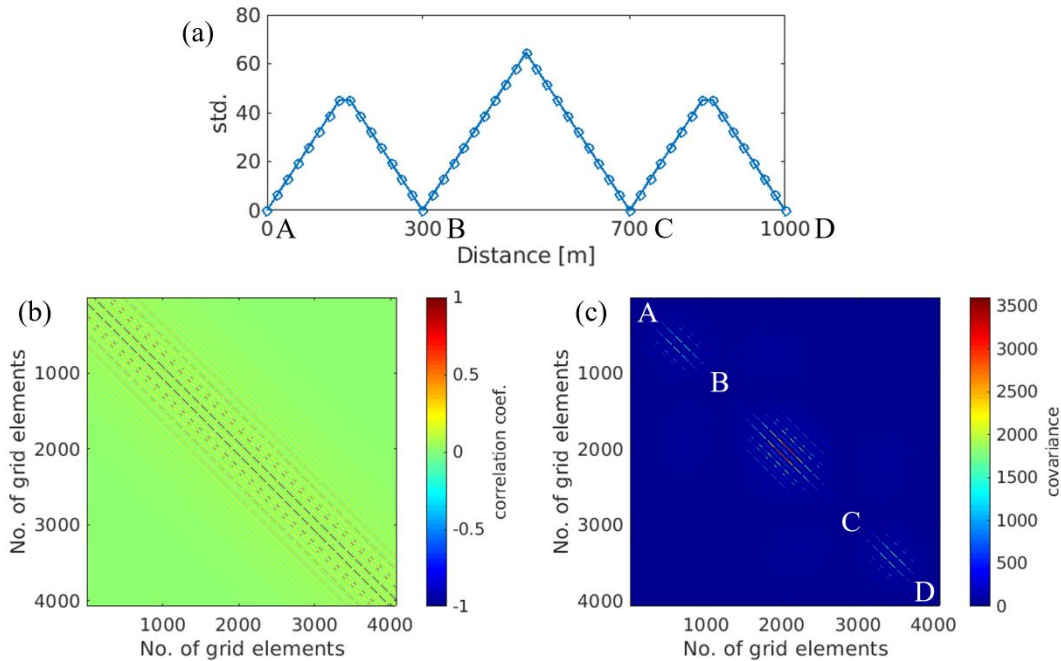 (a)
std.
80
60
40
20
0
0 A 300 B 700 C 1000 D
Distance [m]
(b)
No. of grid elements
1000
2000
3000
4000
1000 2000 3000 4000
No. of grid elements
1
0.5
0
-0.5
-1
correlation coef.
(c)
No. of grid elements
1000
2000
3000
4000
A
B
C
D
1000 2000 3000 4000
No. of grid elements
3500
3000
2500
2000
1500
1000
500
0
covariance